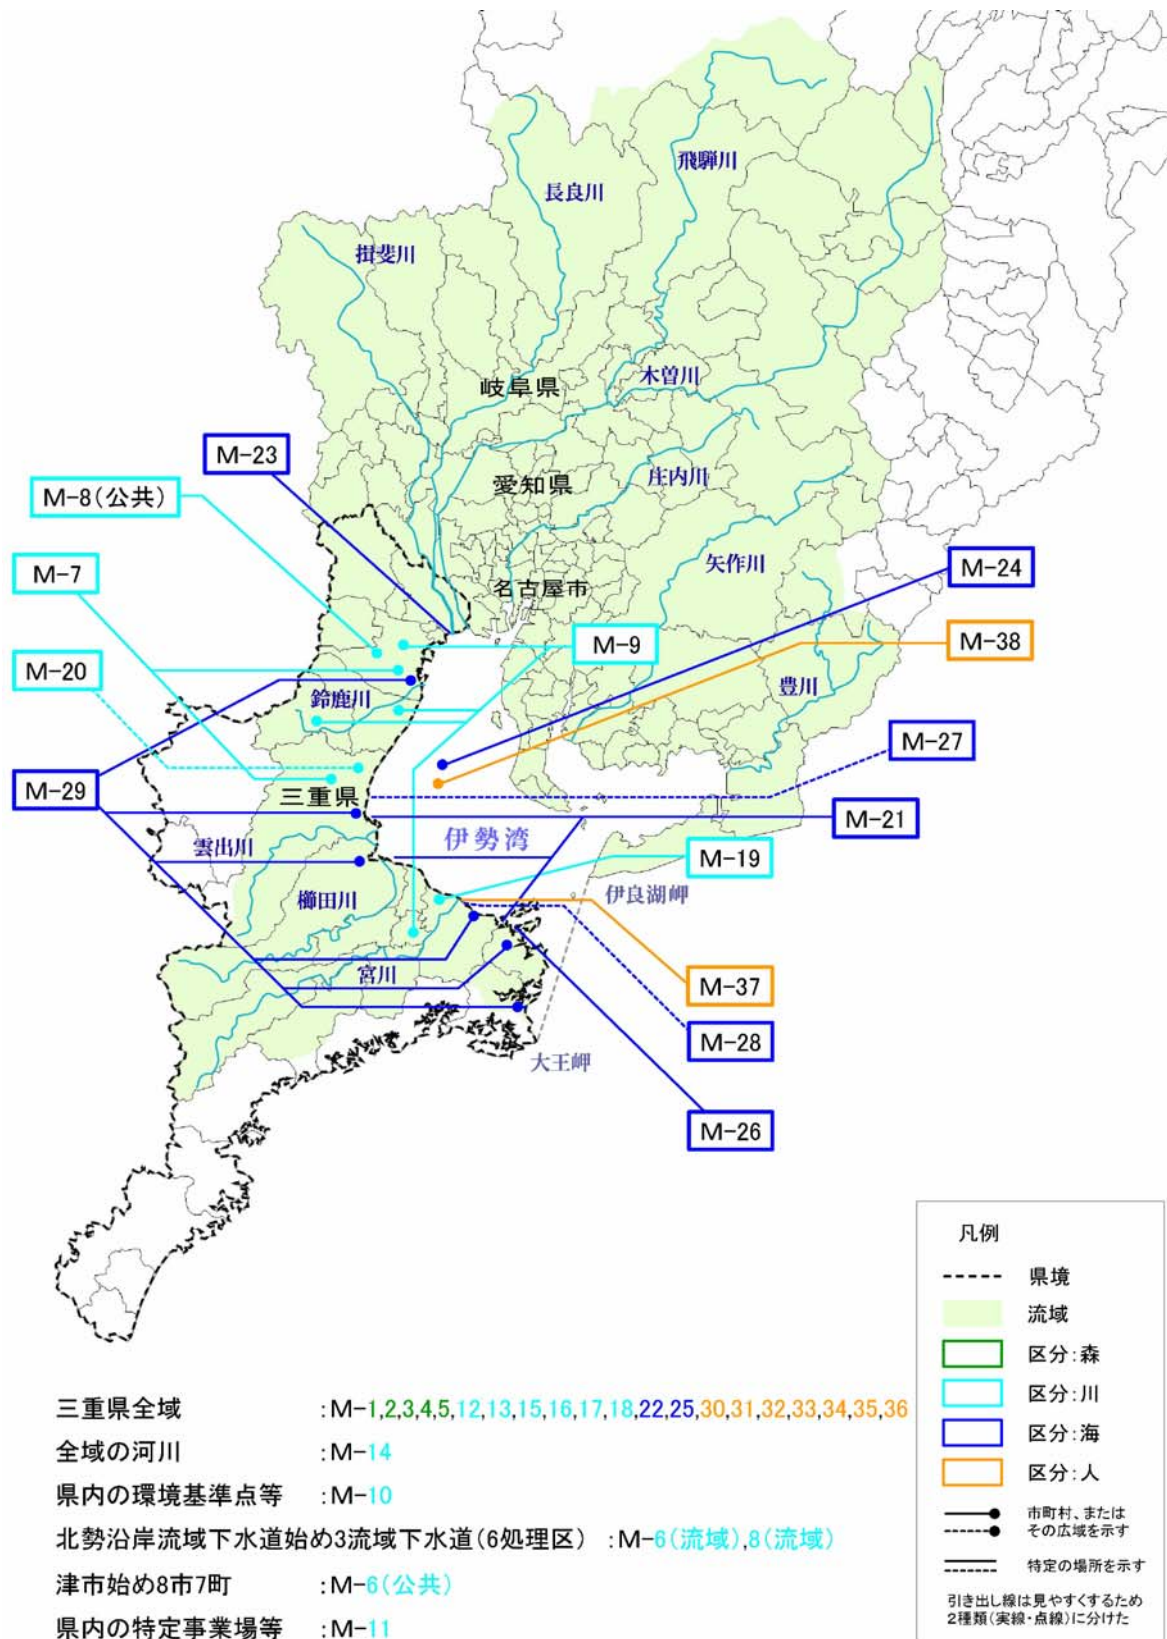 飛騨川
長良川
揖斐川
木曽川
岐阜県
M-23
愛知県
庄内川
M-8(公共)
M-7
矢作川
M-24
名古屋市
M-9
M-38
M-20
鈴鹿川
豊川
M-27
M-29
三重県
M-21
雲出川
伊勢湾
M-19
櫛田川
伊良湖岬
宮川
M-37
M-28
大王岬
M-26
凡例
県境
流域
区分:森
区分:川
区分:海
区分:人
市町村、または
その広域を示す
特定の場所を示す
引き出し線は見やすくするため
2種類(実線・点線)に分けた
三重県全域 :M-1,2,3,4,5,12,13,15,16,17,18,22,25,30,31,32,33,34,35,36
全域の河川 :M-14
県内の環境基準点等 :M-10
北勢沿岸流域下水道始め3流域下水道(6処理区) :M-6(流域),8(流域)
津市始め8市7町 :M-6(公共)
県内の特定事業場等 :M-11